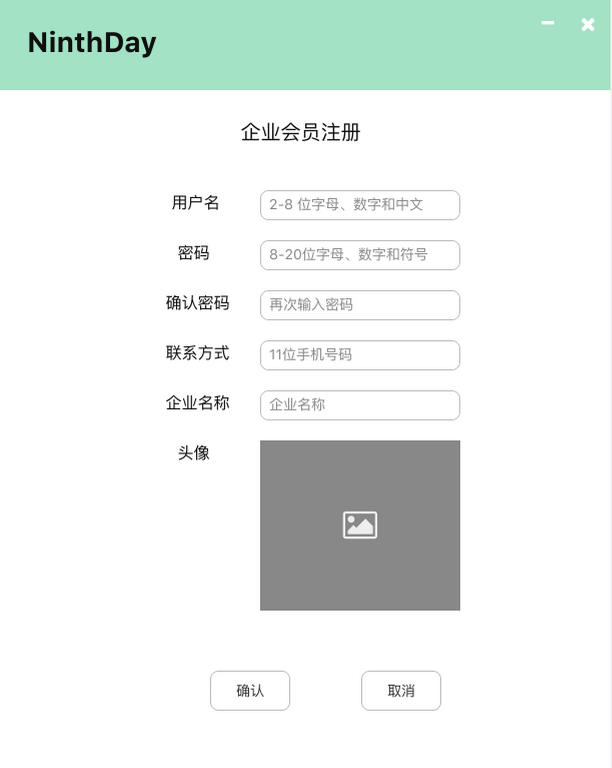 NinthDay
企业会员注册
用户名 2-8 位字母、数字和中文
密码 8-20位字母、数字和符号
确认密码 再次输入密码
联系方式 11位手机号码
企业名称 企业名称
头像
确认 取消